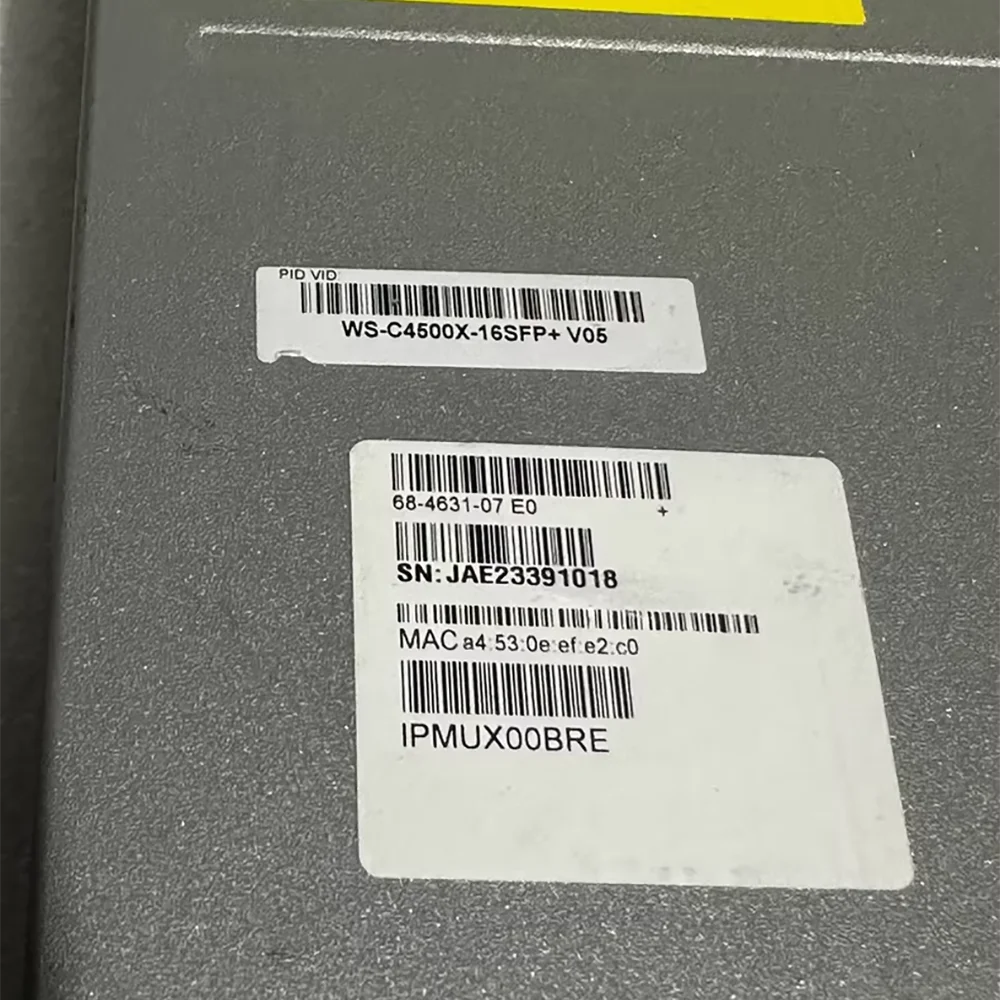 PID VID:
WS-C4500X-16SFP+ V05
68-4631-07 E0 +
SN: JAE23391018
MAC a4:53:0e:ef:e2:c0
IPMUX00BRE